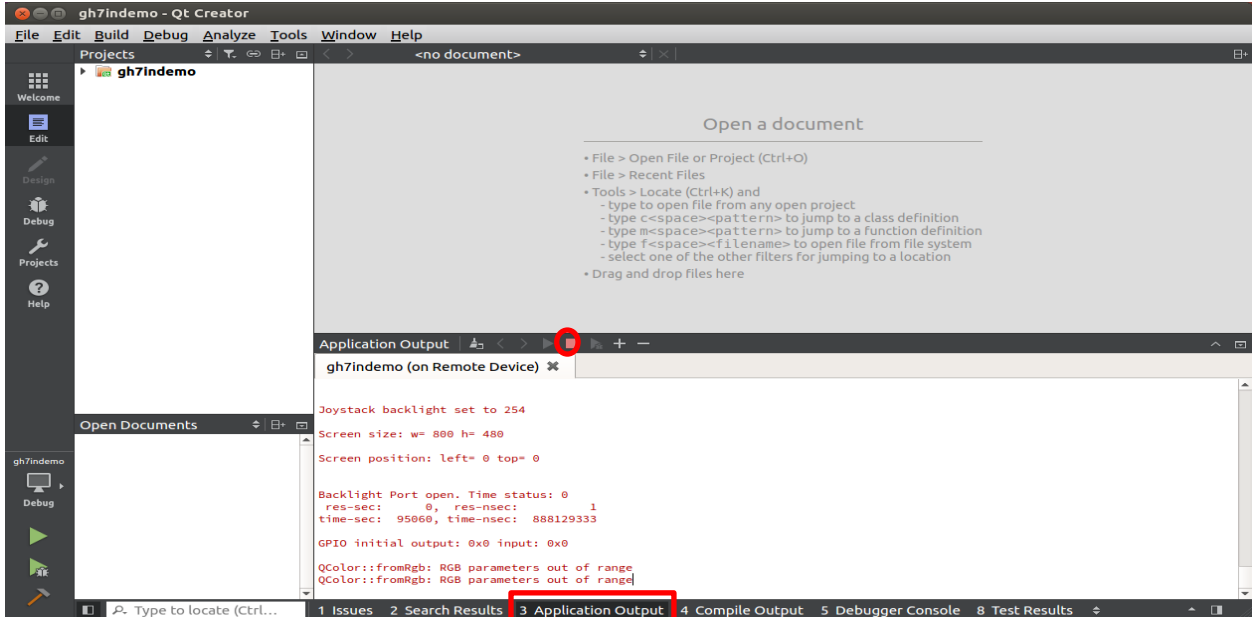 gh7indemo - Qt Creator
File Edit Build Debug Analyze Tools Window Help
Projects
<no document>
gh7indemo
Welcome
Edit
Design
Debug
Projects
Help
Open a document
• File > Open File or Project (Ctrl+O)
• File > Recent Files
• Tools > Locate (Ctrl+K) and
- type to open file from any open project
- type c<space><pattern> to jump to a class definition
- type m<space><pattern> to jump to a function definition
- type f<space><filename> to open file from file system
- select one of the other filters for jumping to a location
• Drag and drop files here
Application Output
gh7indemo (on Remote Device)
Joystack backlight set to 254
Screen size: w= 800 h= 480
Screen position: left= 0 top= 0
Backlight Port open. Time status: 0
res-sec: 0, res-nsec: 1
time-sec: 95060, time-nsec: 888129333
GPIO initial output: 0x0 input: 0x0
QColor::fromRgb: RGB parameters out of range
QColor::fromRgb: RGB parameters out of range
Open Documents
gh7indemo
Debug
Type to locate (Ctrl...
1 Issues 2 Search Results 3 Application Output 4 Compile Output 5 Debugger Console 8 Test Results